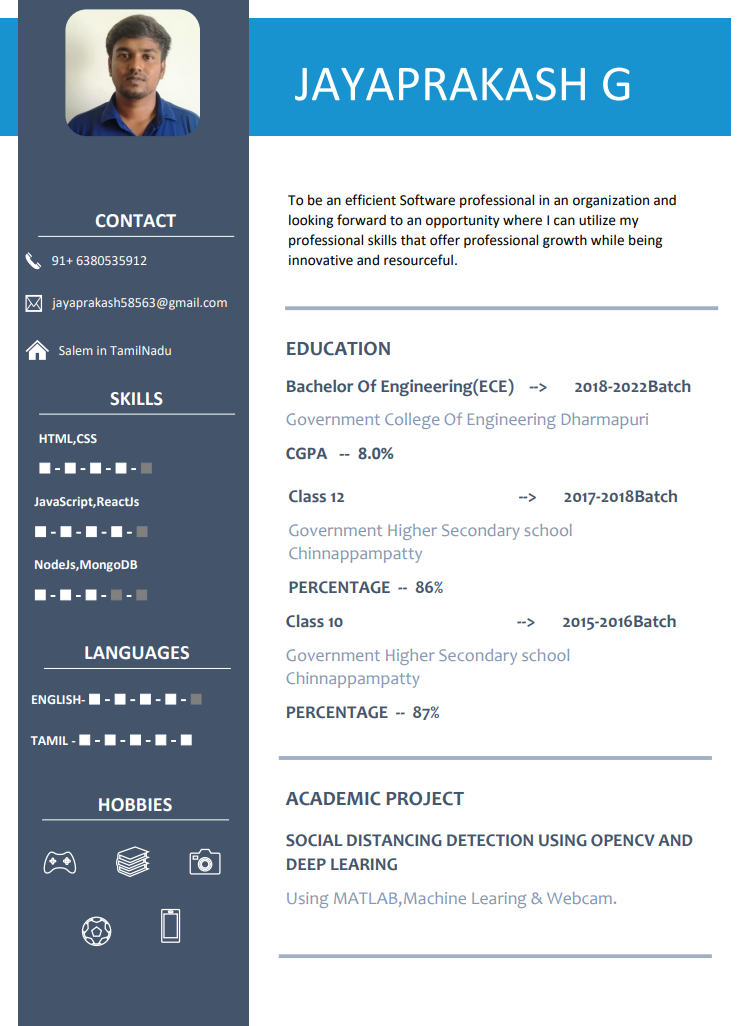 JAYAPRAKASH G
CONTACT
91+ 6380535912
jayaprakash58563@gmail.com
Salem in TamilNadu
SKILLS
HTML,CSS
JavaScript,ReactJs
NodeJs,MongoDB
LANGUAGES
ENGLISH-
TAMIL -
HOBBIES
To be an efficient Software professional in an organization and
looking forward to an opportunity where I can utilize my
professional skills that offer professional growth while being
innovative and resourceful.
EDUCATION
Bachelor Of Engineering(ECE) --> 2018-2022Batch
Government College Of Engineering Dharmapuri
CGPA -- 8.0%
Class 12 --> 2017-2018Batch
Government Higher Secondary school
Chinnappampatty
PERCENTAGE -- 86%
Class 10 --> 2015-2016Batch
Government Higher Secondary school
Chinnappampatty
PERCENTAGE -- 87%
ACADEMIC PROJECT
SOCIAL DISTANCING DETECTION USING OPENCV AND
DEEP LEARING
Using MATLAB,Machine Learing & Webcam.